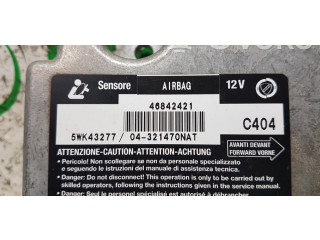 Sensore AIRBAG 12V
46842421
5WK43277 / 04-321470NAT
C404
AVANTI DEVANT
FORWARD VORNE
ATTENZIONE-CAUTION-ATTENTION-ACHTUNG
• Pericolo! Non scollegare se non da personale specializzato
e seguendo le istruzioni del manuale di assistenza tecnica.
• Danger: Do not disconnect! This operation is only to be carried out by
skilled operators, following the instructions given in the service manual.
• Danger: Seul le personnel spécialisé est autorisé à débrancher